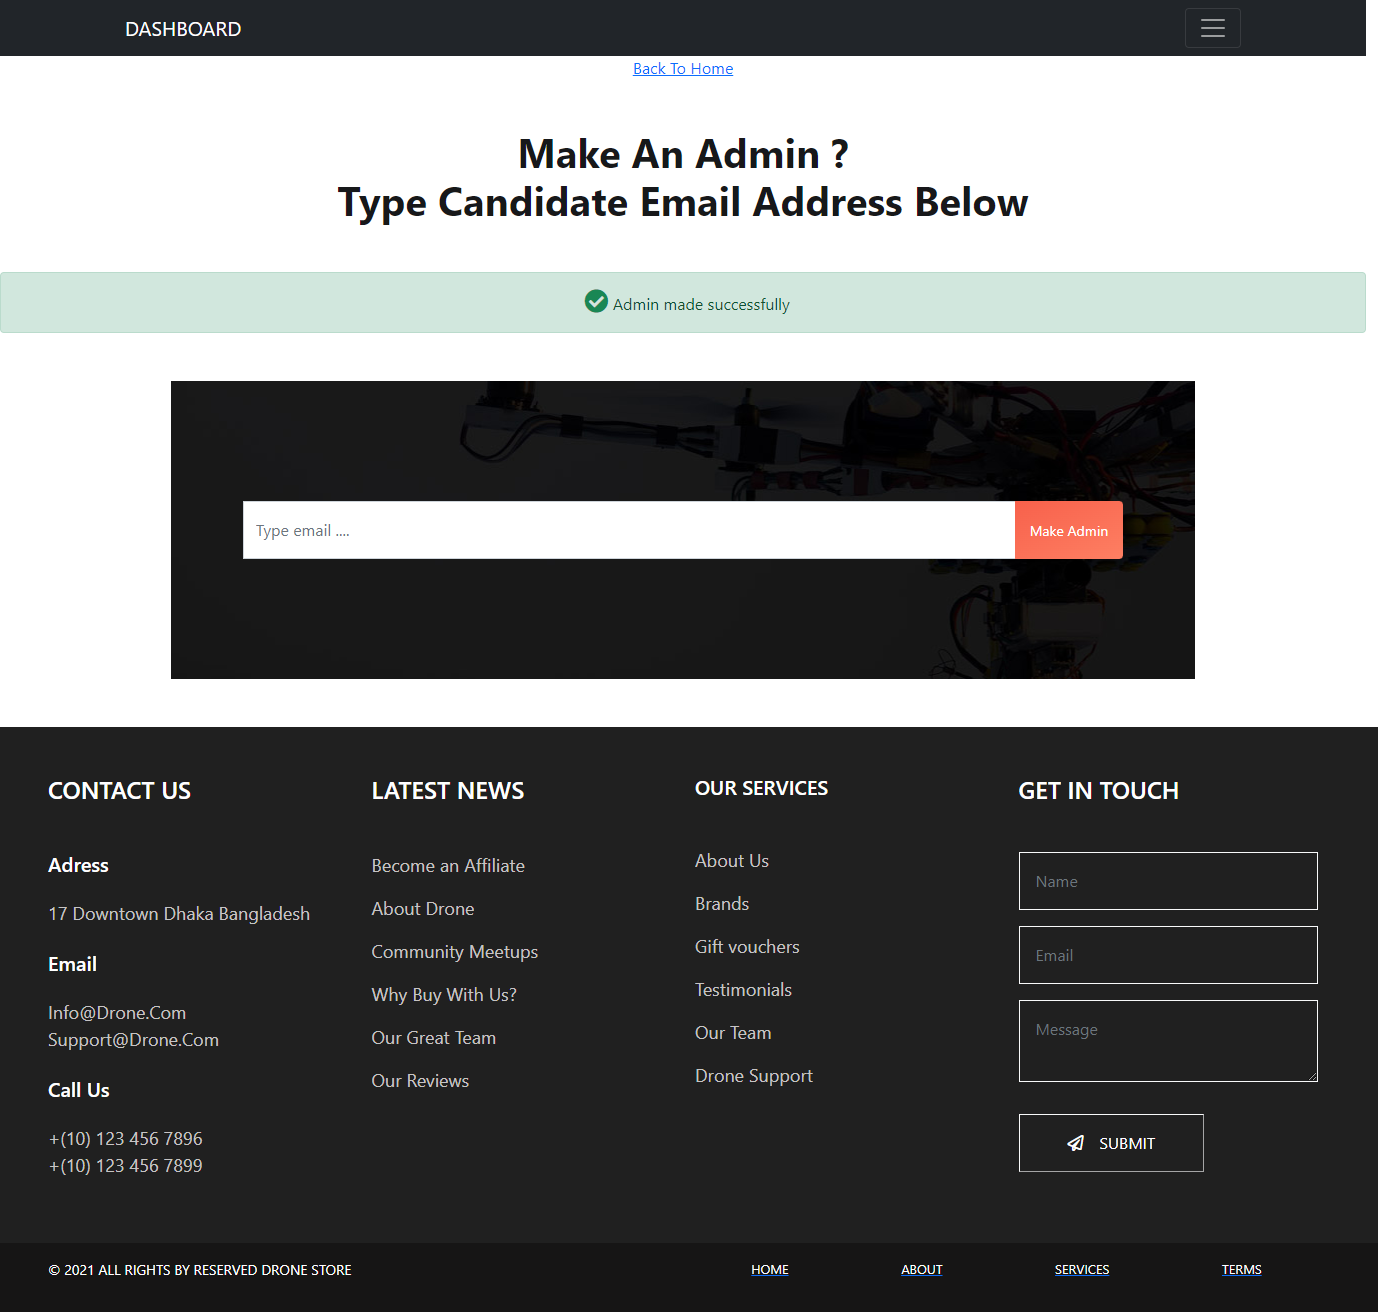 DASHBOARD
Back To Home
Make An Admin ?
Type Candidate Email Address Below
Admin made successfully
Type email ....
Make Admin
CONTACT US
Adress
17 Downtown Dhaka Bangladesh
Email
Info@Drone.Com
Support@Drone.Com
Call Us
+(10) 123 456 7896
+(10) 123 456 7899
LATEST NEWS
Become an Affiliate
About Drone
Community Meetups
Why Buy With Us?
Our Great Team
Our Reviews
OUR SERVICES
About Us
Brands
Gift vouchers
Testimonials
Our Team
Drone Support
GET IN TOUCH
Name
Email
Message
SUBMIT
© 2021 ALL RIGHTS BY RESERVED DRONE STORE
HOME
ABOUT
SERVICES
TERMS